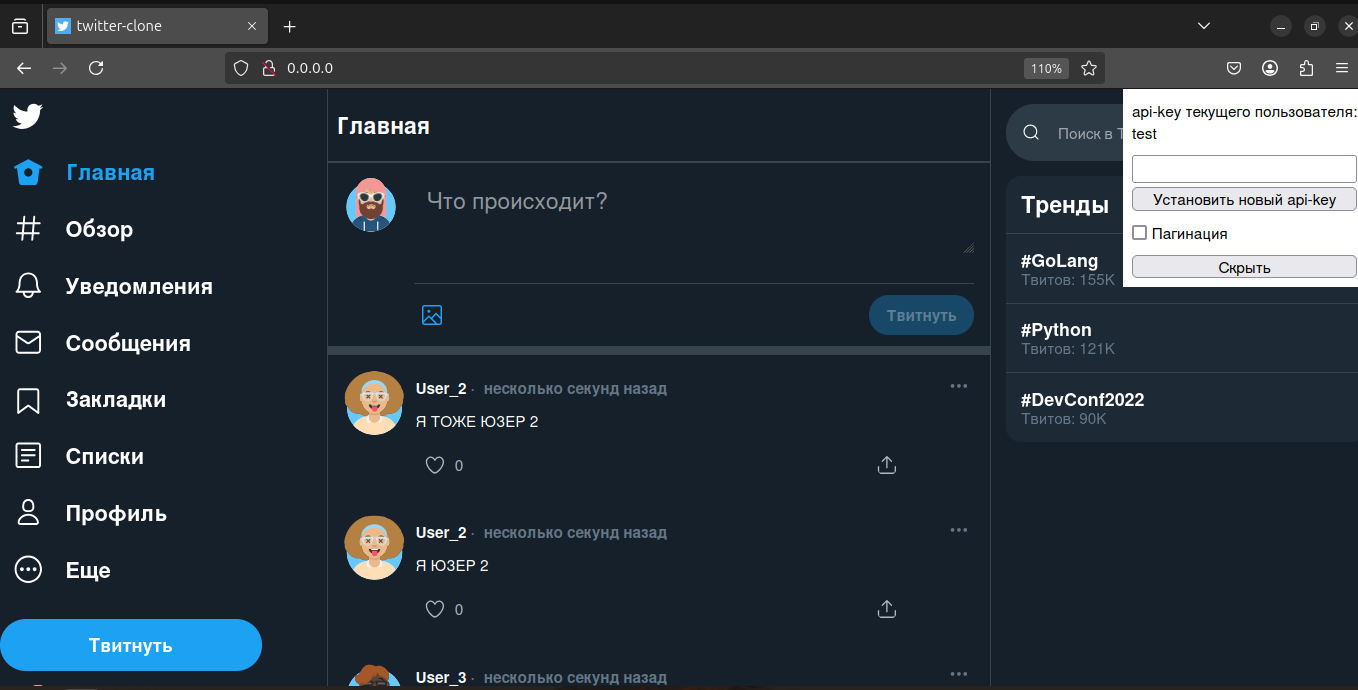 twitter-clone
0.0.0.0
110%
Главная
Обзор
Уведомления
Сообщения
Закладки
Списки
Профиль
Еще
Твитнуть
Главная
Что происходит?
Твитнуть
User_2 · несколько секунд назад
Я ТОЖЕ ЮЗЕР 2
0
User_2 · несколько секунд назад
Я ЮЗЕР 2
0
User_3 · несколько секунд назад
Поиск в Т
Тренды
#GoLang
Твитов: 155K
#Python
Твитов: 121K
#DevConf2022
Твитов: 90K
api-key текущего пользователя:
test
Установить новый api-key
Пагинация
Скрыть